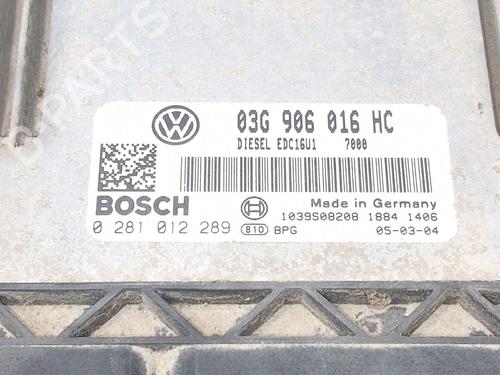 03G 906 016 HC
DIESEL EDC16U1 7000
BOSCH
Made in Germany
0 281 012 289
1039S08208 1884 1406
810 BPG
05-03-04